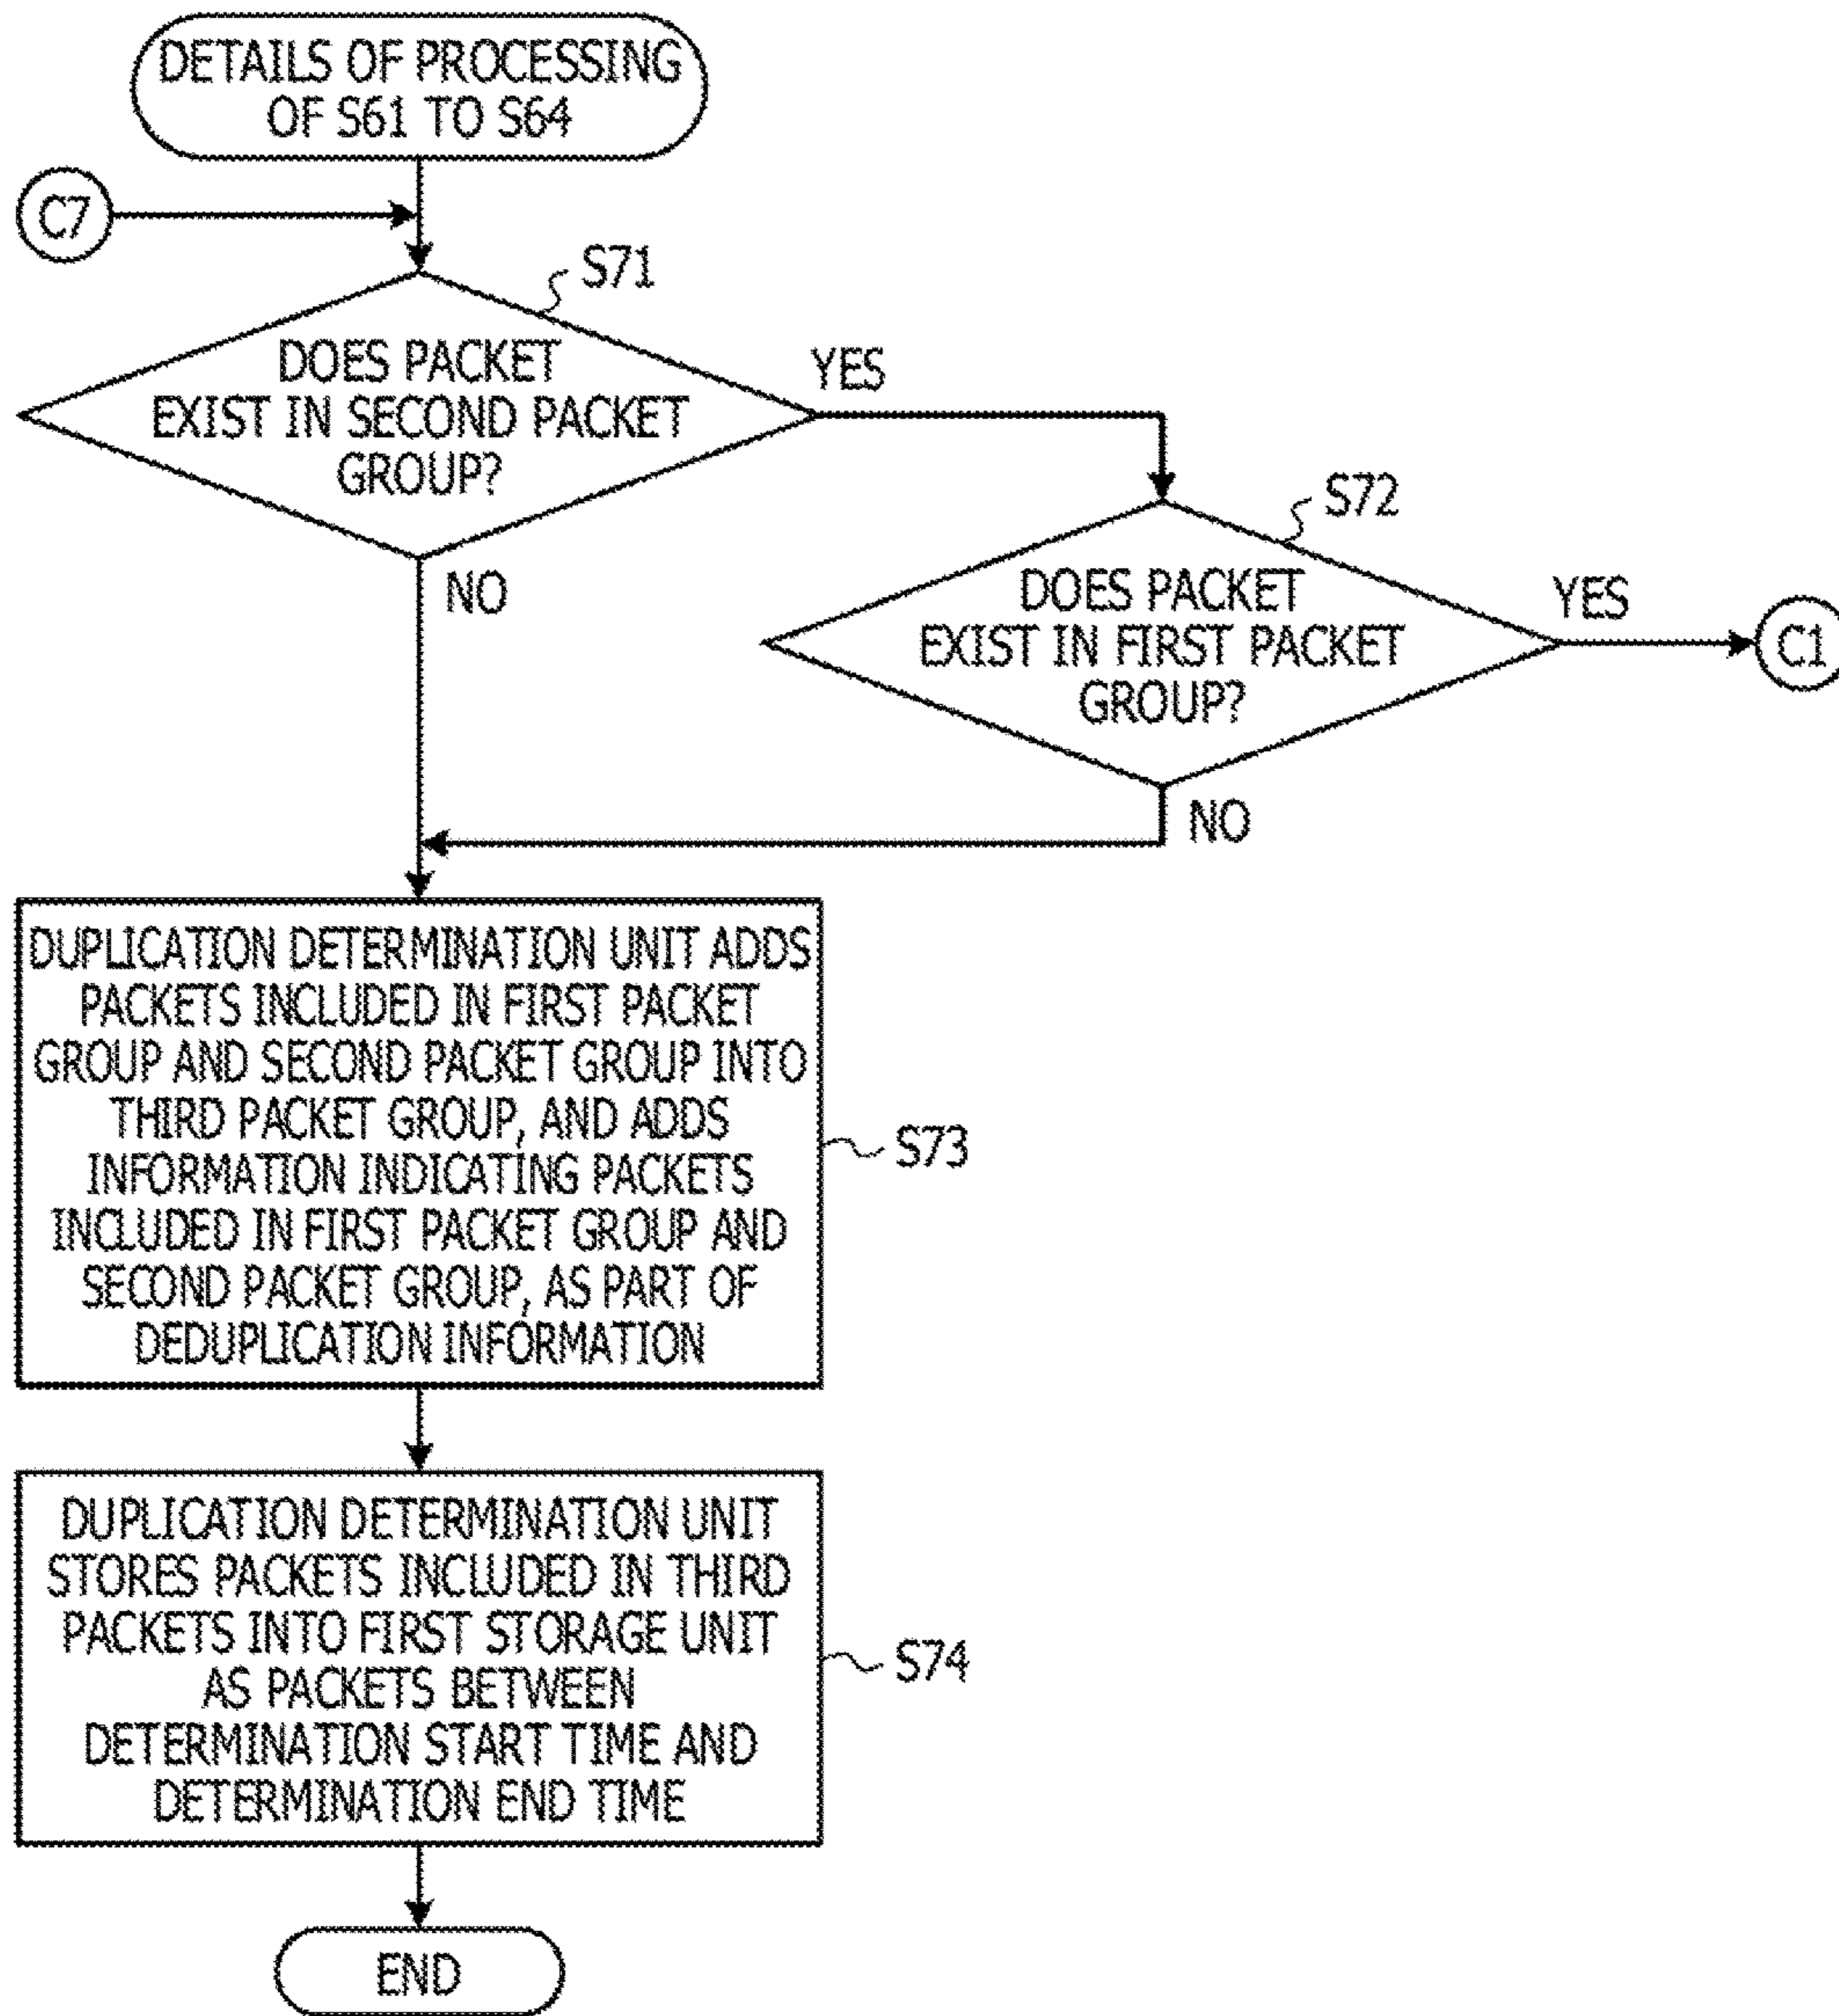 DETAILS OF PROCESSING
OF S61 TO S64
C7
S71
DOES PACKET
EXIST IN SECOND PACKET
GROUP?
YES
NO
S72
DOES PACKET
EXIST IN FIRST PACKET
GROUP?
YES
C1
NO
DUPLICATION DETERMINATION UNIT ADDS
PACKETS INCLUDED IN FIRST PACKET
GROUP AND SECOND PACKET GROUP INTO
THIRD PACKET GROUP, AND ADDS
INFORMATION INDICATING PACKETS
INCLUDED IN FIRST PACKET GROUP AND
SECOND PACKET GROUP, AS PART OF
DEDUPLICATION INFORMATION
S73
DUPLICATION DETERMINATION UNIT
STORES PACKETS INCLUDED IN THIRD
PACKETS INTO FIRST STORAGE UNIT
AS PACKETS BETWEEN
DETERMINATION START TIME AND
DETERMINATION END TIME
S74
END